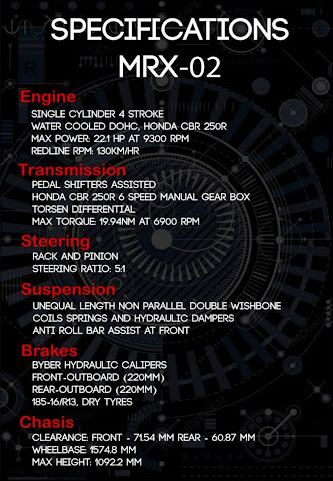 SPECIFICATIONS
MRX-02
Engine
SINGLE CYLINDER 4 STROKE
WATER COOLED DOHC, HONDA CBR 250R
MAX POWER: 22.1 HP AT 9300 RPM
REDLINE RPM: 130KM/HR
Transmission
PEDAL SHIFTERS ASSISTED
HONDA CBR 250R 6 SPEED MANUAL GEAR BOX
TORSEN DIFFERENTIAL
MAX TORQUE: 19.94NM AT 6900 RPM
Steering
RACK AND PINION
STEERING RATIO: 5:1
Suspension
UNEQUAL LENGTH NON PARALLEL DOUBLE WISHBONE
COILS SPRINGS AND HYDRAULIC DAMPERS
ANTI ROLL BAR ASSIST AT FRONT
Brakes
BYBER HYDRAULIC CALIPERS
FRONT-OUTBOARD (220MM)
REAR-OUTBOARD (220MM)
185-16/R13, DRY TYRES
Chasis
CLEARANCE: FRONT - 71.54 MM REAR - 60.87 MM
WHEELBASE: 1574.8 MM
MAX HEIGHT: 1092.2 MM